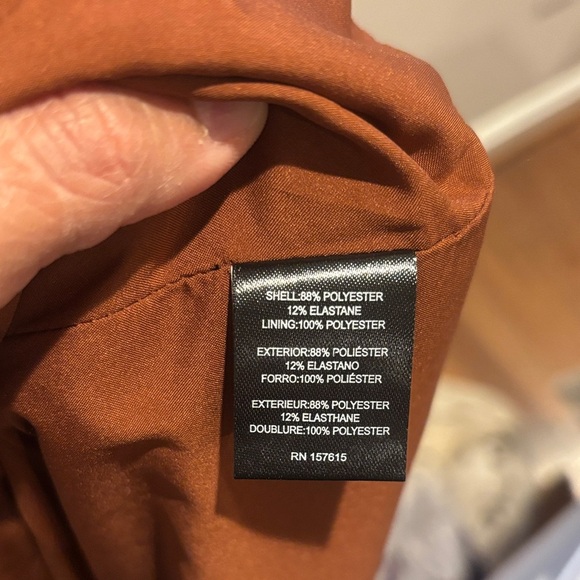 SHELL:88% POLYESTER
12% ELASTANE
LINING:100% POLYESTER
EXTERIOR:88% POLIÉSTER
12% ELASTANO
FORRO:100% POLIÉSTER
EXTERIEUR:88% POLYESTER
12% ELASTHANE
DOUBLURE:100% POLYESTER
RN 157615